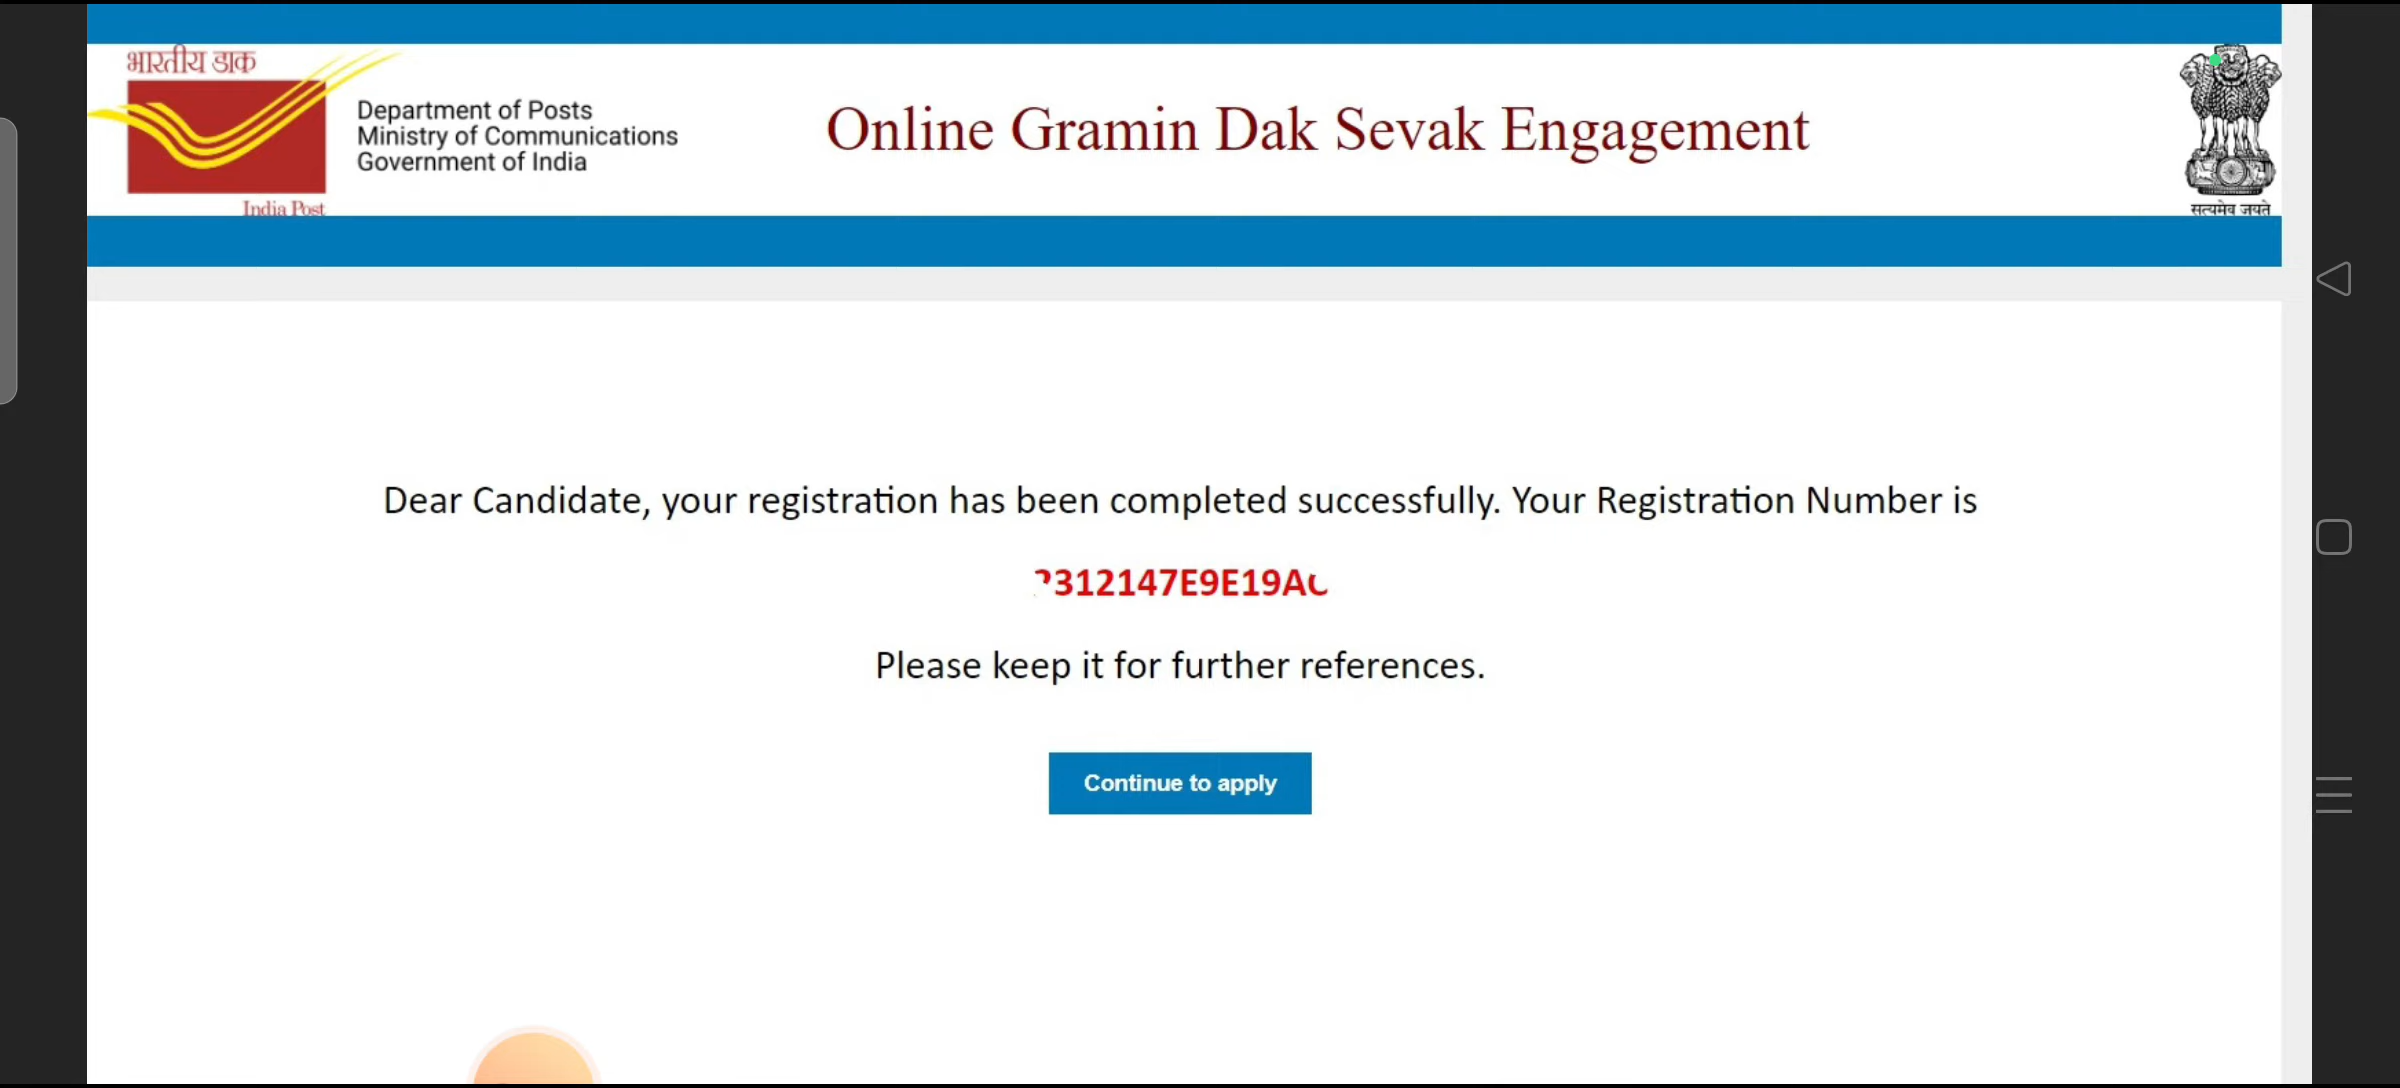 भारतीय डाक
India Post
Department of Posts
Ministry of Communications
Government of India
Online Gramin Dak Sevak Engagement
सत्यमेव जयते
Dear Candidate, your registration has been completed successfully. Your Registration Number is
Please keep it for further references.
Continue to apply